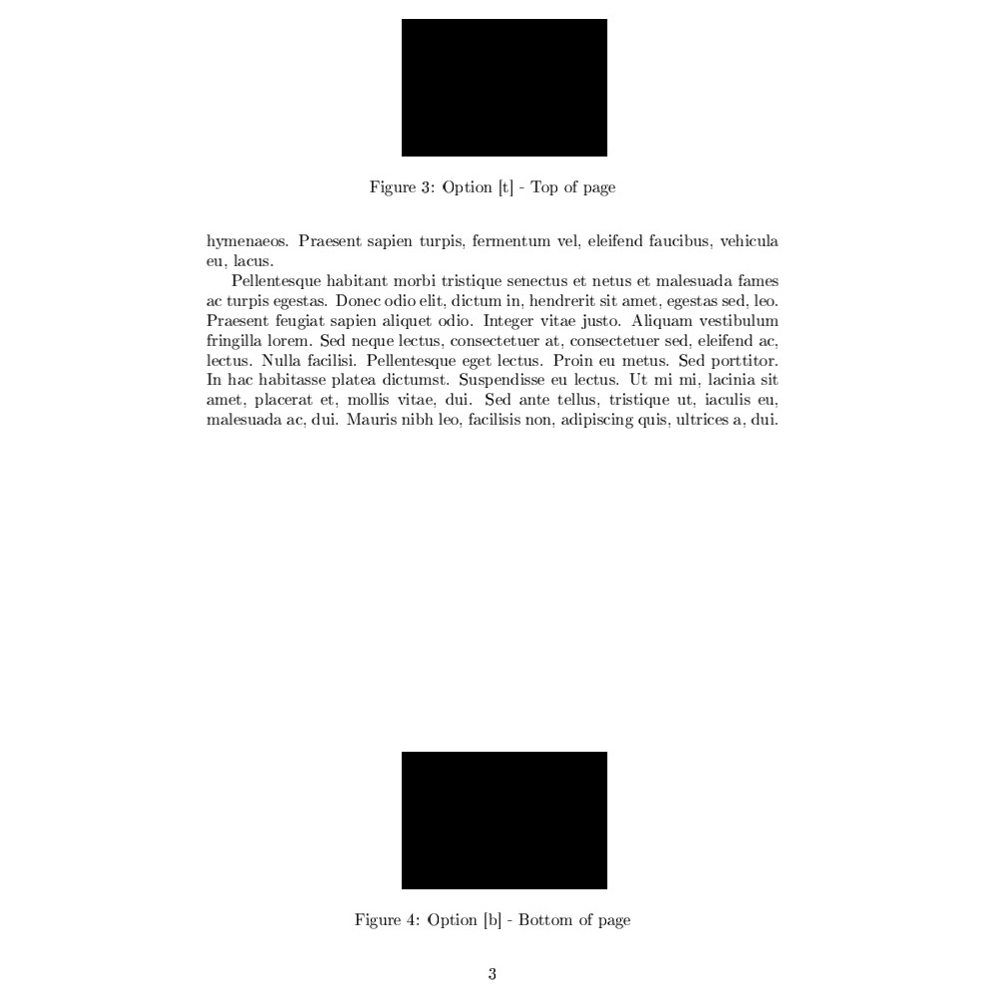 Figure 3: Option [t] - Top of page
hymenaeos. Praesent sapien turpis, fermentum vel, eleifend faucibus, vehicula
eu, lacus.
Pellentesque habitant morbi tristique senectus et netus et malesuada fames
ac turpis egestas. Donec odio elit, dictum in, hendrerit sit amet, egestas sed, leo.
Praesent feugiat sapien aliquet odio. Integer vitae justo. Aliquam vestibulum
fringilla lorem. Sed neque lectus, consectetuer at, consectetuer sed, eleifend ac,
lectus. Nulla facilisi. Pellentesque eget lectus. Proin eu metus. Sed porttitor.
In hac habitasse platea dictumst. Suspendisse eu lectus. Ut mi mi, lacinia sit
amet, placerat et, mollis vitae, dui. Sed ante tellus, tristique ut, iaculis eu,
malesuada ac, dui. Mauris nibh leo, facilisis non, adipiscing quis, ultrices a, dui.
Figure 4: Option [b] - Bottom of page
3